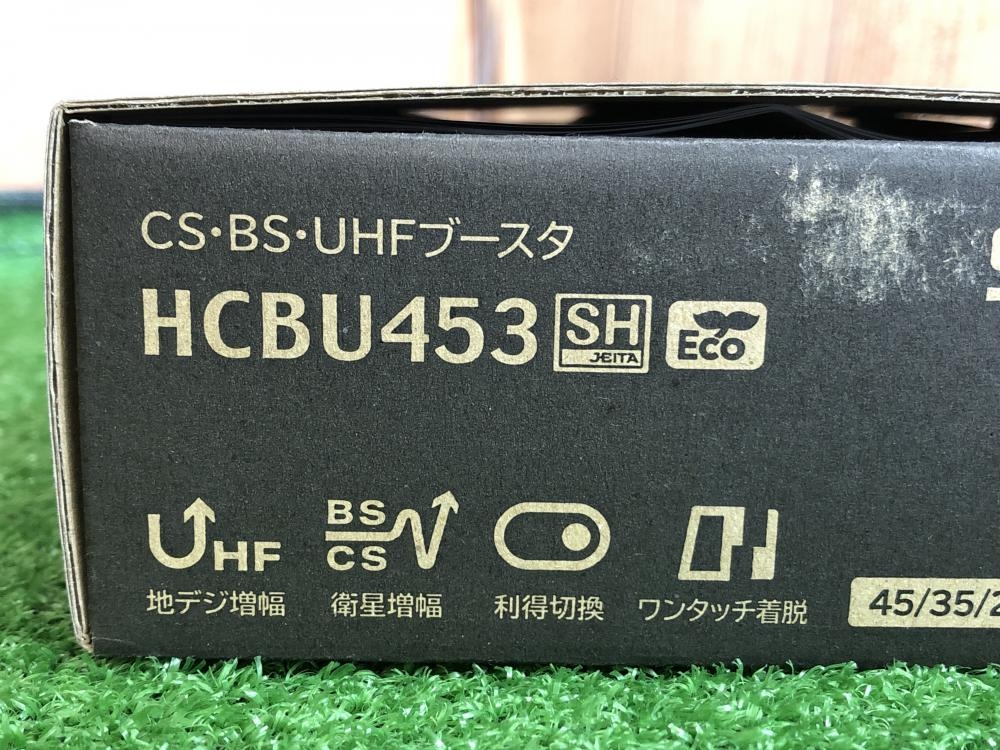 CS・BS・UHFブースタ
HCBU453 SH JEITA Eco
UHF
BS
CS
地デジ増幅 衛星増幅 利得切換 ワンタッチ着脱
45/35/2